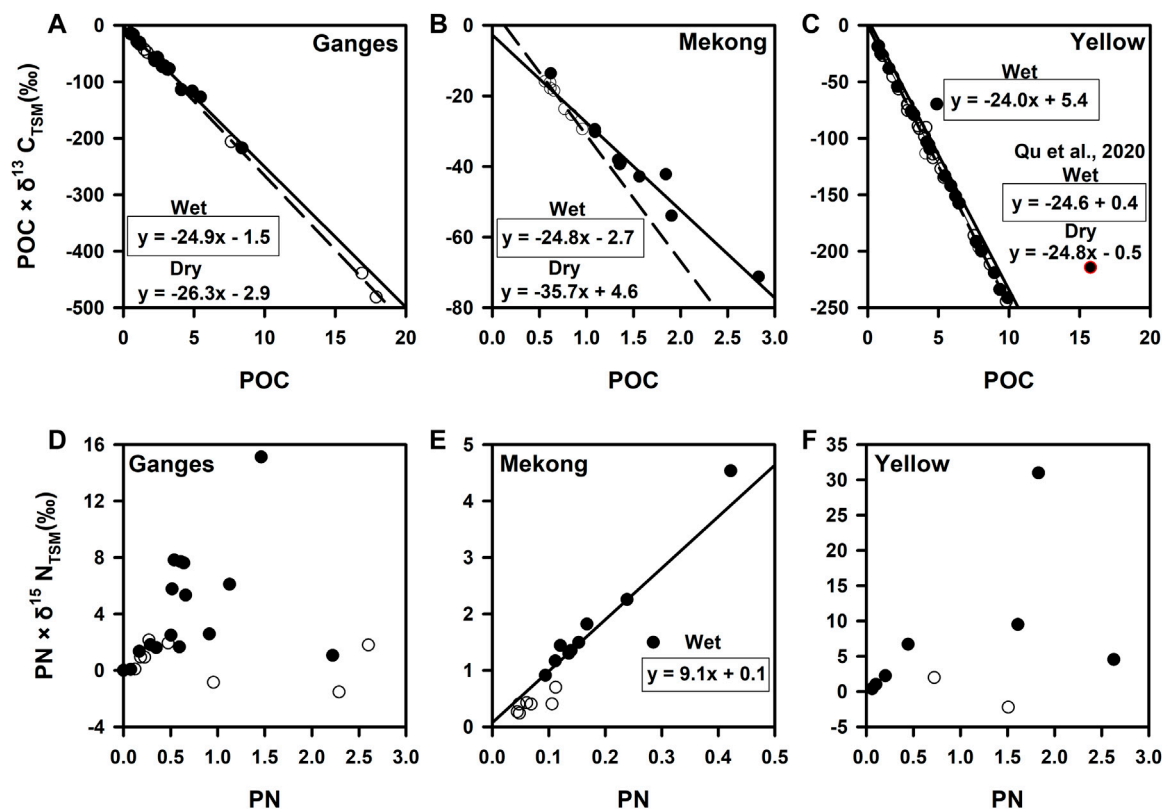 A
Ganges
POC × δ¹³ C_TSM(‰)
0
-100
-200
-300
-400
-500
Wet
y = -24.9x - 1.5
Dry
y = -26.3x - 2.9
0 5 10 15 20
POC
B
Mekong
0
-20
-40
-60
-80
Wet
y = -24.8x - 2.7
Dry
y = -35.7x + 4.6
0.0 0.5 1.0 1.5 2.0 2.5 3.0
POC
C
Yellow
0
-50
-100
-150
-200
-250
Wet
y = -24.0x + 5.4
Qu et al., 2020
Wet
y = -24.6 + 0.4
Dry
y = -24.8x - 0.5
0 5 10 15 20
POC
D
Ganges
PN × δ¹⁵ N_TSM(‰)
16
12
8
4
0
-4
0.0 0.5 1.0 1.5 2.0 2.5 3.0
PN
E
Mekong
5
4
3
2
1
0
Wet
y = 9.1x + 0.1
0.0 0.1 0.2 0.3 0.4 0.5
PN
F
Yellow
35
30
25
20
15
10
5
0
-5
0.0 0.5 1.0 1.5 2.0 2.5 3.0
PN